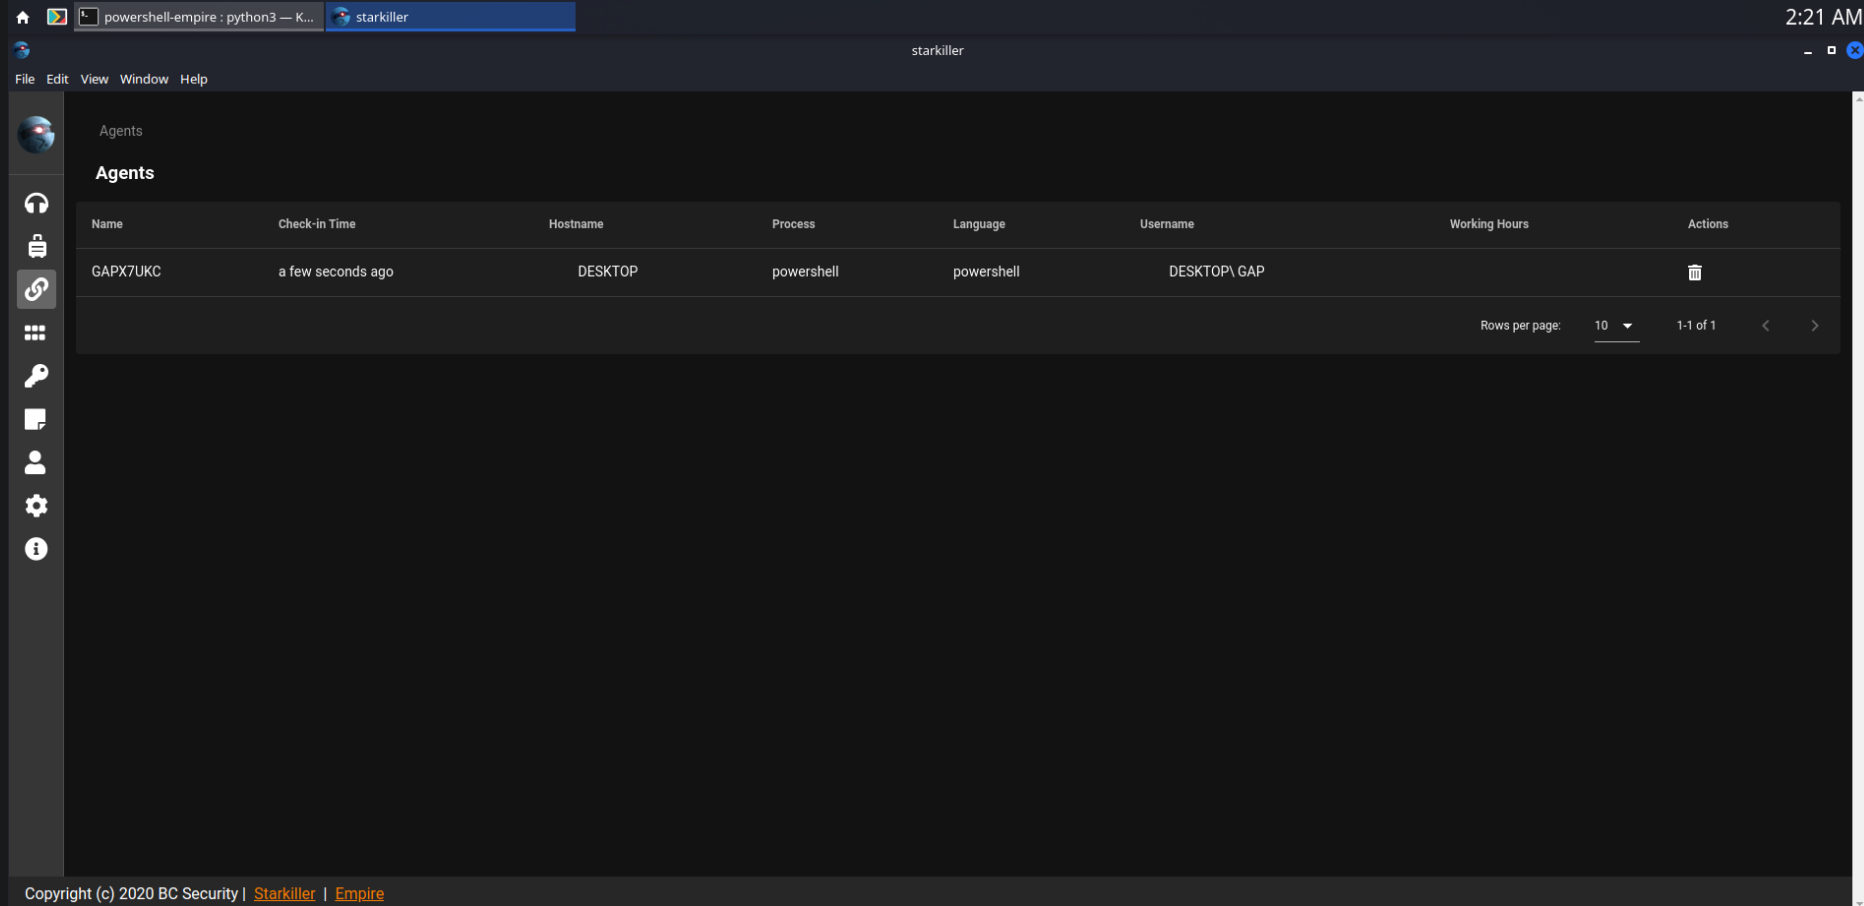 powershell-empire : python3 — K... starkiller 2:21 AM
starkiller
File Edit View Window Help
Agents
Agents
Name Check-in Time Hostname Process Language Username Working Hours Actions
GAPX7UKC a few seconds ago DESKTOP powershell powershell DESKTOP\ GAP
Rows per page: 10 1-1 of 1
Copyright (c) 2020 BC Security | Starkiller | Empire